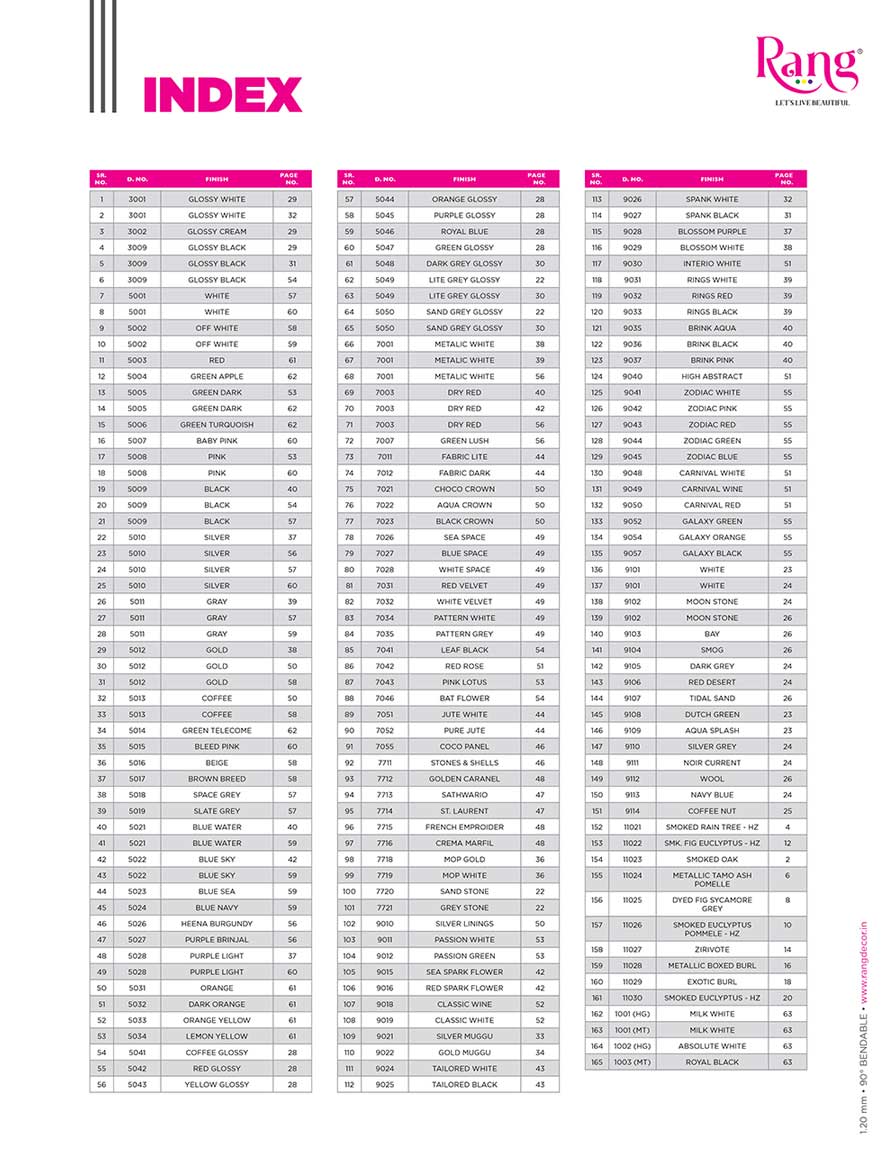 INDEX
Rang®
LET'S LIVE BEAUTIFUL
SR. NO. D. NO. FINISH PAGE NO.
1 3001 GLOSSY WHITE 29
2 3001 GLOSSY WHITE 32
3 3002 GLOSSY CREAM 29
4 3009 GLOSSY BLACK 29
5 3009 GLOSSY BLACK 31
6 3009 GLOSSY BLACK 54
7 5001 WHITE 57
8 5001 WHITE 60
9 5002 OFF WHITE 58
10 5002 OFF WHITE 59
11 5003 RED 61
12 5004 GREEN APPLE 62
13 5005 GREEN DARK 53
14 5005 GREEN DARK 62
15 5006 GREEN TURQUOISH 62
16 5007 BABY PINK 60
17 5008 PINK 53
18 5008 PINK 60
19 5009 BLACK 40
20 5009 BLACK 54
21 5009 BLACK 57
22 5010 SILVER 37
23 5010 SILVER 56
24 5010 SILVER 57
25 5010 SILVER 60
26 5011 GRAY 39
27 5011 GRAY 57
28 5011 GRAY 59
29 5012 GOLD 38
30 5012 GOLD 50
31 5012 GOLD 58
32 5013 COFFEE 50
33 5013 COFFEE 58
34 5014 GREEN TELECOME 62
35 5015 BLEED PINK 60
36 5016 BEIGE 58
37 5017 BROWN BREED 58
38 5018 SPACE GREY 57
39 5019 SLATE GREY 57
40 5021 BLUE WATER 40
41 5021 BLUE WATER 59
42 5022 BLUE SKY 42
43 5022 BLUE SKY 59
44 5023 BLUE SEA 59
45 5024 BLUE NAVY 59
46 5026 HEENA BURGUNDY 56
47 5027 PURPLE BRINJAL 56
48 5028 PURPLE LIGHT 37
49 5028 PURPLE LIGHT 60
50 5031 ORANGE 61
51 5032 DARK ORANGE 61
52 5033 ORANGE YELLOW 61
53 5034 LEMON YELLOW 61
54 5041 COFFEE GLOSSY 28
55 5042 RED GLOSSY 28
56 5043 YELLOW GLOSSY 28
SR. NO. D. NO. FINISH PAGE NO.
57 5044 ORANGE GLOSSY 28
58 5045 PURPLE GLOSSY 28
59 5046 ROYAL BLUE 28
60 5047 GREEN GLOSSY 28
61 5048 DARK GREY GLOSSY 30
62 5049 LITE GREY GLOSSY 22
63 5049 LITE GREY GLOSSY 30
64 5050 SAND GREY GLOSSY 22
65 5050 SAND GREY GLOSSY 30
66 7001 METALIC WHITE 38
67 7001 METALIC WHITE 39
68 7001 METALIC WHITE 56
69 7003 DRY RED 40
70 7003 DRY RED 42
71 7003 DRY RED 56
72 7007 GREEN LUSH 56
73 7011 FABRIC LITE 44
74 7012 FABRIC DARK 44
75 7021 CHOCO CROWN 50
76 7022 AQUA CROWN 50
77 7023 BLACK CROWN 50
78 7026 SEA SPACE 49
79 7027 BLUE SPACE 49
80 7028 WHITE SPACE 49
81 7031 RED VELVET 49
82 7032 WHITE VELVET 49
83 7034 PATTERN WHITE 49
84 7035 PATTERN GREY 49
85 7041 LEAF BLACK 54
86 7042 RED ROSE 51
87 7043 PINK LOTUS 53
88 7046 BAT FLOWER 54
89 7051 JUTE WHITE 44
90 7052 PURE JUTE 44
91 7055 COCO PANEL 46
92 7711 STONES & SHELLS 46
93 7712 GOLDEN CARANEL 48
94 7713 SATHWARIO 47
95 7714 ST. LAURENT 47
96 7715 FRENCH EMPROIDER 48
97 7716 CREMA MARFIL 48
98 7718 MOP GOLD 36
99 7719 MOP WHITE 36
100 7720 SAND STONE 22
101 7721 GREY STONE 22
102 9010 SILVER LININGS 50
103 9011 PASSION WHITE 53
104 9012 PASSION GREEN 53
105 9015 SEA SPARK FLOWER 42
106 9016 RED SPARK FLOWER 42
107 9018 CLASSIC WINE 52
108 9019 CLASSIC WHITE 52
109 9021 SILVER MUGGU 33
110 9022 GOLD MUGGU 34
111 9024 TAILORED WHITE 43
112 9025 TAILORED BLACK 43
SR. NO. D. NO. FINISH PAGE NO.
113 9026 SPANK WHITE 32
114 9027 SPANK BLACK 31
115 9028 BLOSSOM PURPLE 37
116 9029 BLOSSOM WHITE 38
117 9030 INTERIO WHITE 51
118 9031 RINGS WHITE 39
119 9032 RINGS RED 39
120 9033 RINGS BLACK 39
121 9035 BRINK AQUA 40
122 9036 BRINK BLACK 40
123 9037 BRINK PINK 40
124 9040 HIGH ABSTRACT 51
125 9041 ZODIAC WHITE 55
126 9042 ZODIAC PINK 55
127 9043 ZODIAC RED 55
128 9044 ZODIAC GREEN 55
129 9045 ZODIAC BLUE 55
130 9048 CARNIVAL WHITE 51
131 9049 CARNIVAL WINE 51
132 9050 CARNIVAL RED 51
133 9052 GALAXY GREEN 55
134 9054 GALAXY ORANGE 55
135 9057 GALAXY BLACK 55
136 9101 WHITE 23
137 9101 WHITE 24
138 9102 MOON STONE 24
139 9102 MOON STONE 26
140 9103 BAY 26
141 9104 SMOG 26
142 9105 DARK GREY 24
143 9106 RED DESERT 24
144 9107 TIDAL SAND 26
145 9108 DUTCH GREEN 23
146 9109 AQUA SPLASH 23
147 9110 SILVER GREY 24
148 9111 NOIR CURRENT 24
149 9112 WOOL 26
150 9113 NAVY BLUE 24
151 9114 COFFEE NUT 25
152 11021 SMOKED RAIN TREE - HZ 4
153 11022 SMK. FIG EUCLYPTUS - HZ 12
154 11023 SMOKED OAK 2
155 11024 METALLIC TAMO ASH 6
POMELLE
156 11025 DYED FIG SYCAMORE 8
GREY
157 11026 SMOKED EUCLYPTUS 10
POMMELE - HZ
158 11027 ZIRIVOTE 14
159 11028 METALLIC BOXED BURL 16
160 11029 EXOTIC BURL 18
161 11030 SMOKED EUCLYPTUS - HZ 20
162 1001 (HG) MILK WHITE 63
163 1001 (MT) MILK WHITE 63
164 1002 (HG) ABSOLUTE WHITE 63
165 1003 (MT) ROYAL BLACK 63
1.20 mm • 90° BENDABLE • www.rangdecor.in